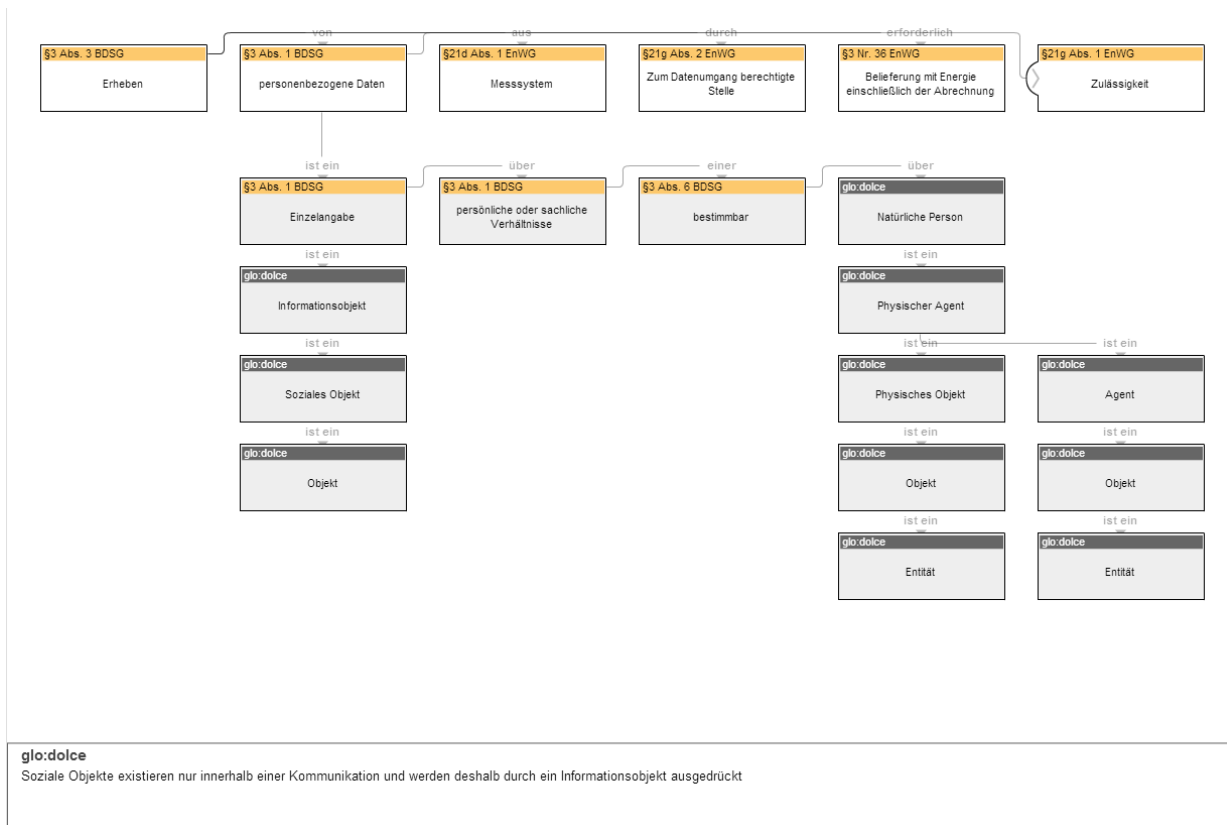 von
aus
durch
erforderlich
§3 Abs. 3 BDSG
§3 Abs. 1 BDSG
§21d Abs. 1 EnWG
§21g Abs. 2 EnWG
§3 Nr. 36 EnWG
§21g Abs. 1 EnWG
Erheben
personenbezogene Daten
Messsystem
Zum Datenumgang berechtigte
Stelle
Belieferung mit Energie
einschließlich der Abrechnung
Zulässigkeit
ist ein
über
einer
über
§3 Abs. 1 BDSG
§3 Abs. 1 BDSG
§3 Abs. 6 BDSG
glo:dolce
Einzelangabe
persönliche oder sachliche
Verhältnisse
bestimmbar
Natürliche Person
ist ein
ist ein
glo:dolce
glo:dolce
Informationsobjekt
Physischer Agent
ist ein
ist ein
ist ein
glo:dolce
glo:dolce
glo:dolce
Soziales Objekt
Physisches Objekt
Agent
ist ein
ist ein
ist ein
glo:dolce
glo:dolce
glo:dolce
Objekt
Objekt
Objekt
ist ein
ist ein
glo:dolce
glo:dolce
Entität
Entität
glo:dolce
Soziale Objekte existieren nur innerhalb einer Kommunikation und werden deshalb durch ein Informationsobjekt ausgedrückt